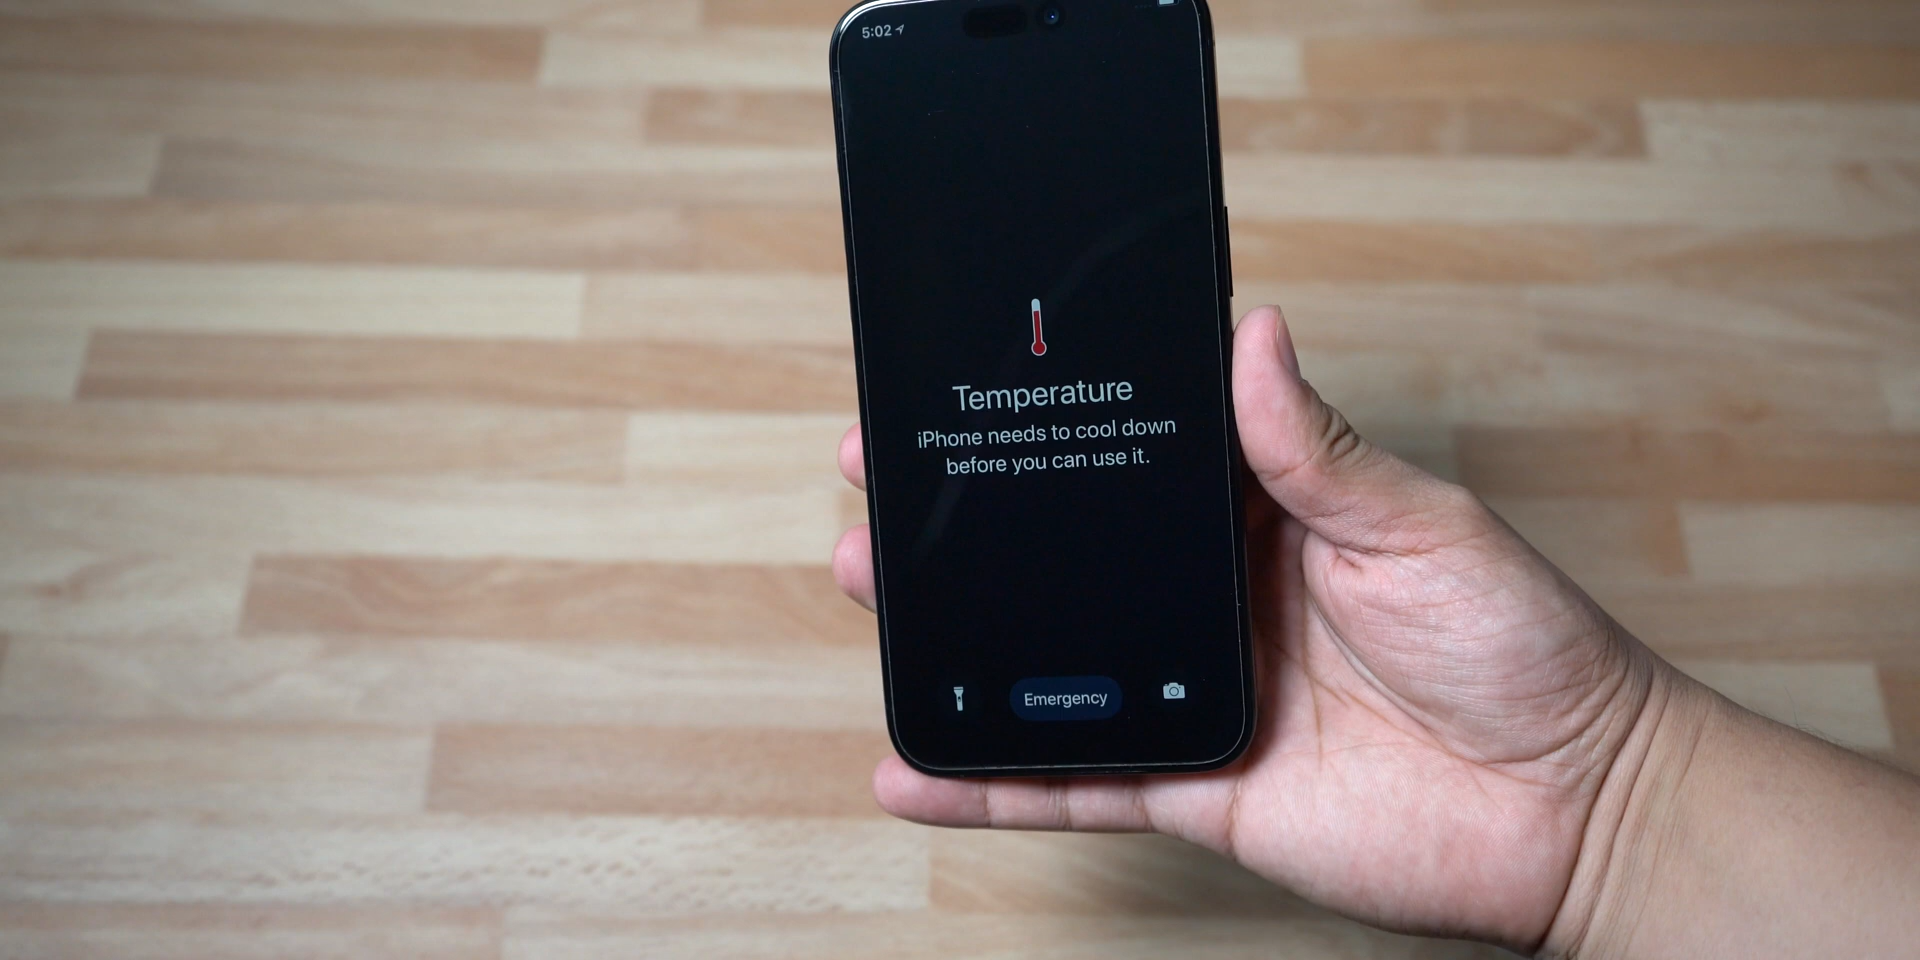 5:02
Temperature
iPhone needs to cool down
before you can use it.
Emergency